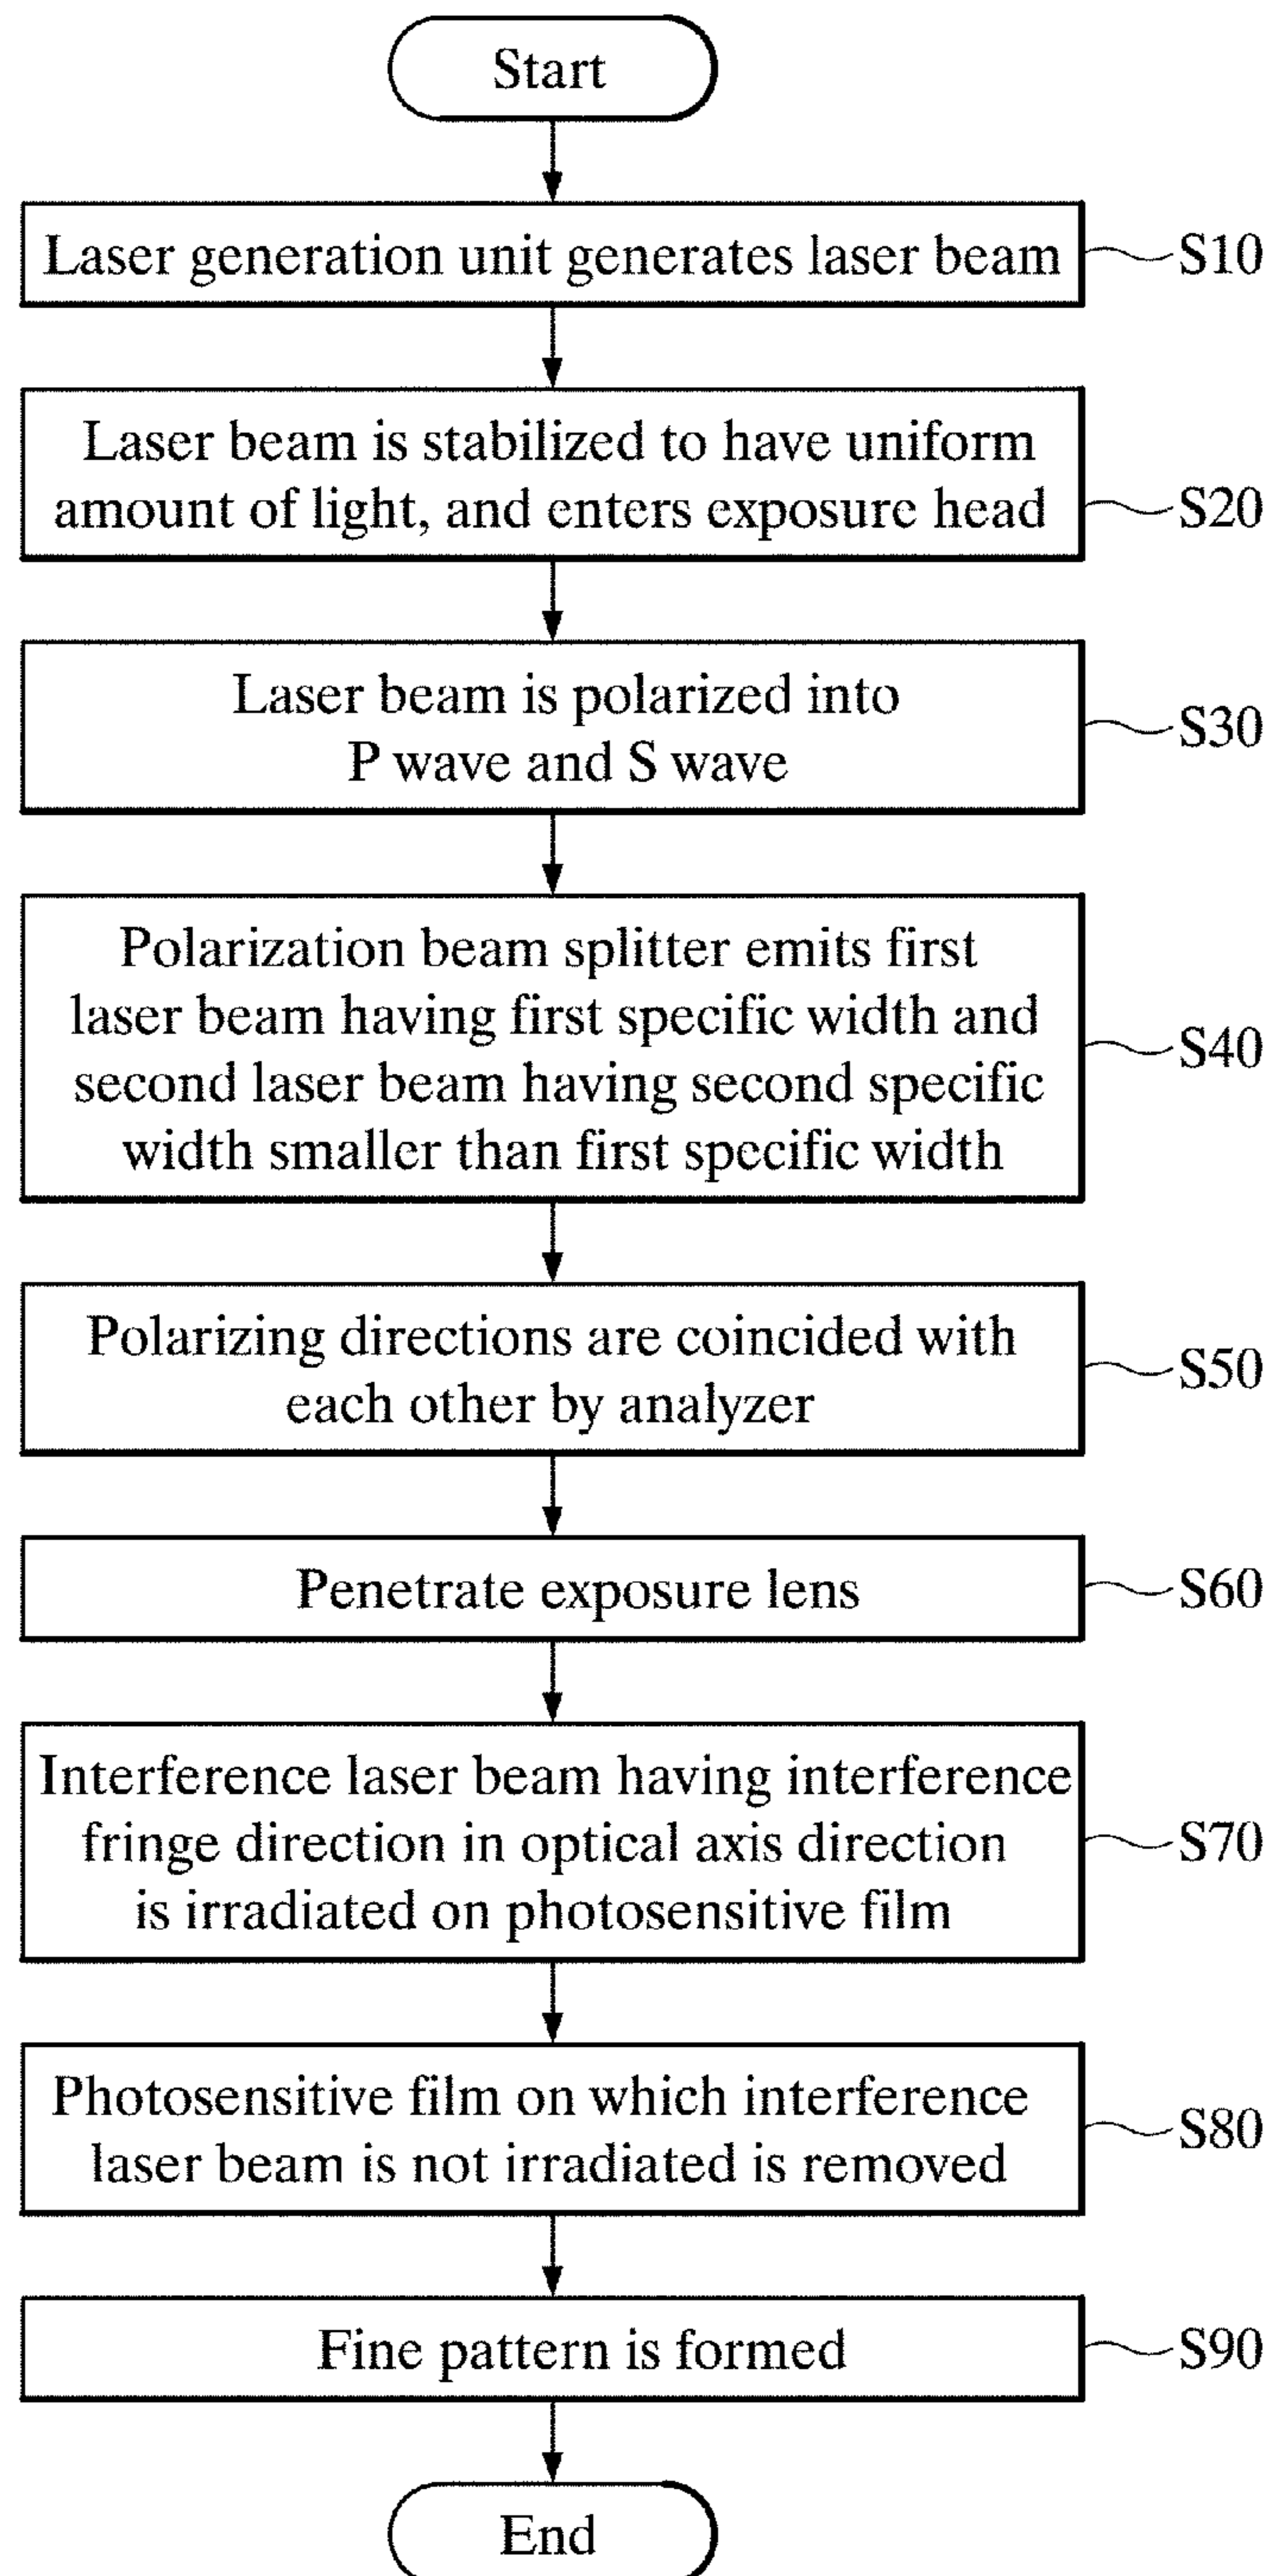 Start
Laser generation unit generates laser beam
S10
Laser beam is stabilized to have uniform
amount of light, and enters exposure head
S20
Laser beam is polarized into
P wave and S wave
S30
Polarization beam splitter emits first
laser beam having first specific width and
second laser beam having second specific
width smaller than first specific width
S40
Polarizing directions are coincided with
each other by analyzer
S50
Penetrate exposure lens
S60
Interference laser beam having interference
fringe direction in optical axis direction
is irradiated on photosensitive film
S70
Photosensitive film on which interference
laser beam is not irradiated is removed
S80
Fine pattern is formed
S90
End